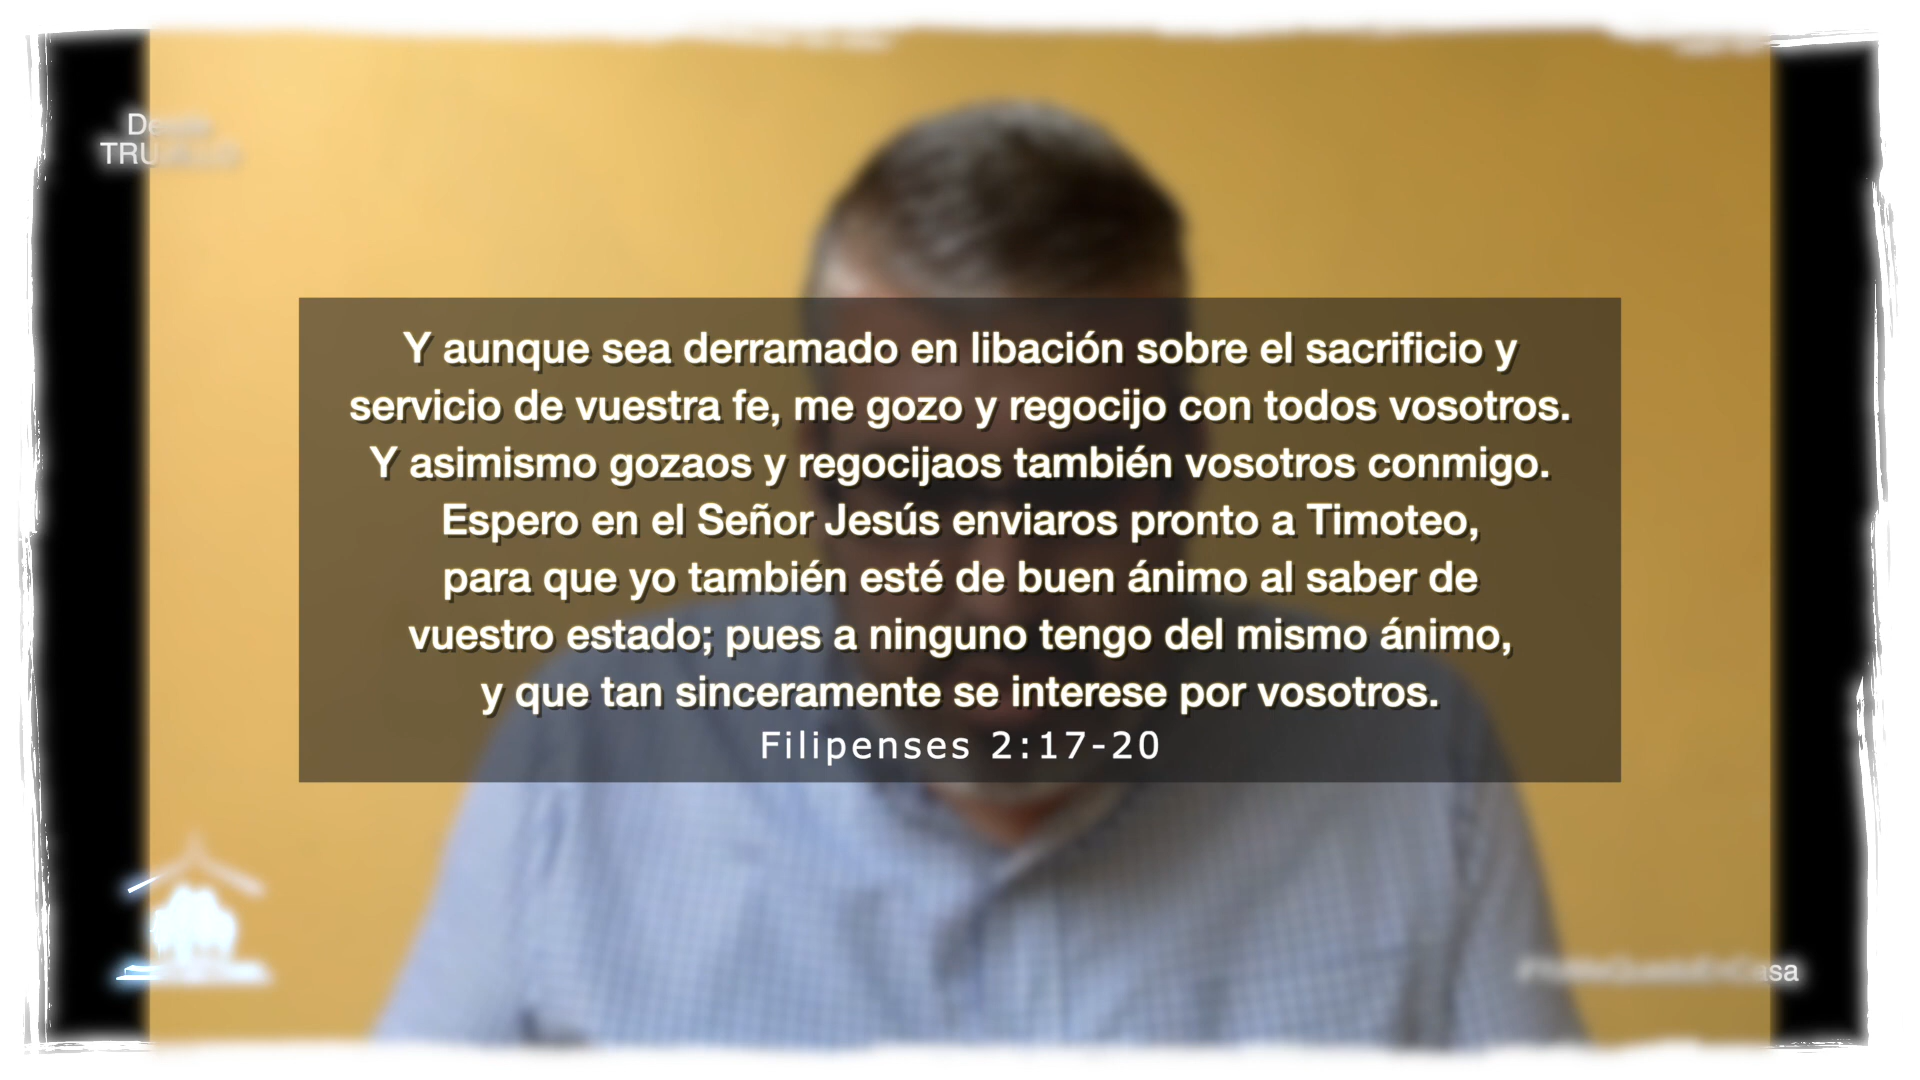 Y aunque sea derramado en libación sobre el sacrificio y
servicio de vuestra fe, me gozo y regocijo con todos vosotros.
Y asimismo gozaos y regocijaos también vosotros conmigo.
Espero en el Señor Jesús enviaros pronto a Timoteo,
para que yo también esté de buen ánimo al saber de
vuestro estado; pues a ninguno tengo del mismo ánimo,
y que tan sinceramente se interese por vosotros.
Filipenses 2:17-20